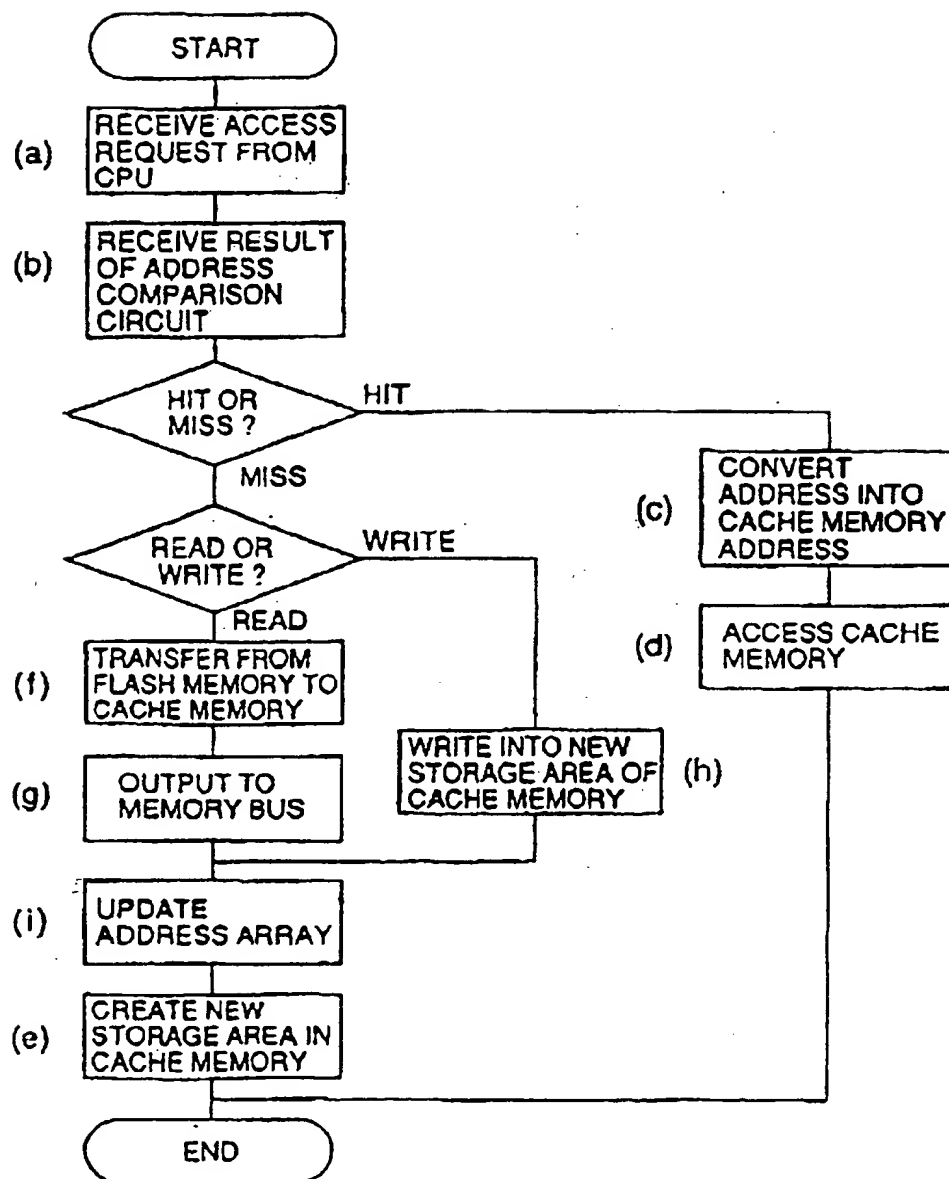 START
(a)
RECEIVE ACCESS
REQUEST FROM
CPU
(b)
RECEIVE RESULT
OF ADDRESS
COMPARISON
CIRCUIT
HIT OR
MISS ?
HIT
MISS
(c)
CONVERT
ADDRESS INTO
CACHE MEMORY
ADDRESS
READ OR
WRITE ?
WRITE
READ
(d)
ACCESS CACHE
MEMORY
(f)
TRANSFER FROM
FLASH MEMORY TO
CACHE MEMORY
WRITE INTO NEW
STORAGE AREA OF
CACHE MEMORY
(h)
(g)
OUTPUT TO
MEMORY BUS
(i)
UPDATE
ADDRESS ARRAY
(e)
CREATE NEW
STORAGE AREA IN
CACHE MEMORY
END